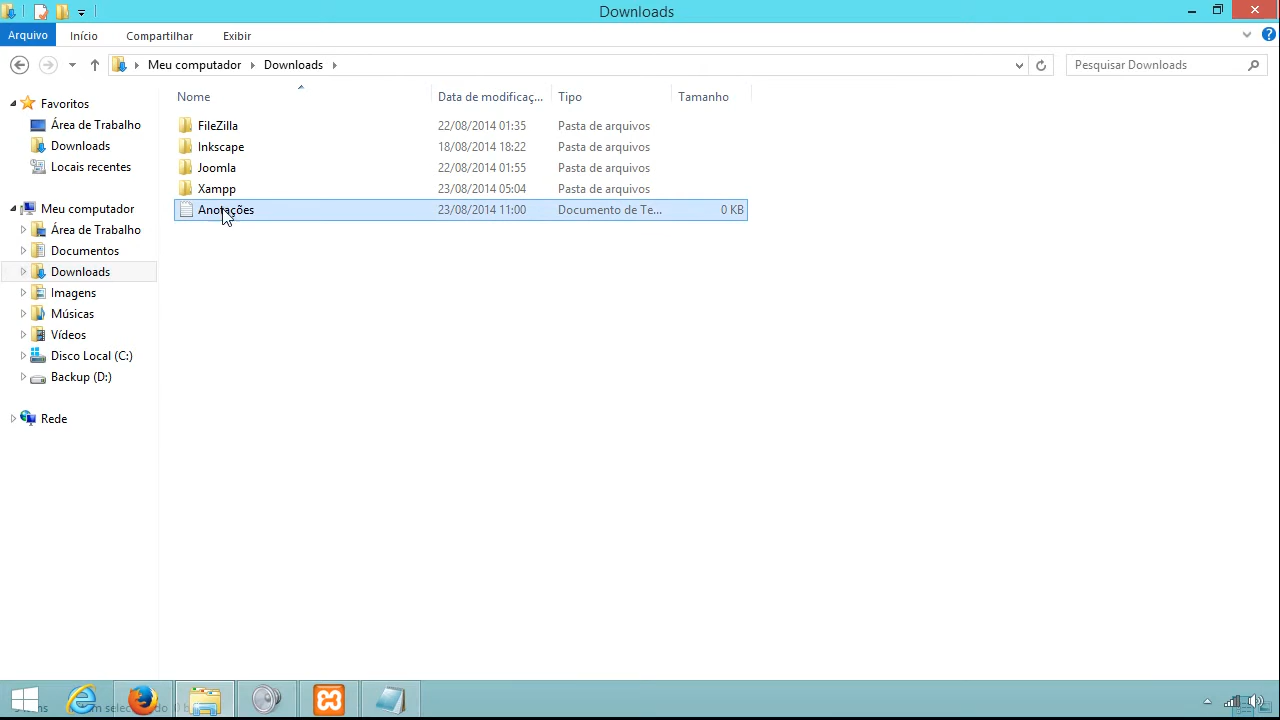 Downloads
Arquivo Início Compartilhar Exibir
Meu computador Downloads Pesquisar Downloads
Nome Data de modificaç... Tipo Tamanho
Favoritos
Área de Trabalho
Downloads
Locais recentes
Meu computador
Área de Trabalho
Documentos
Downloads
Imagens
Músicas
Vídeos
Disco Local (C:)
Backup (D:)
Rede
FileZilla 22/08/2014 01:35 Pasta de arquivos
Inkscape 18/08/2014 18:22 Pasta de arquivos
Joomla 22/08/2014 01:55 Pasta de arquivos
Xampp 23/08/2014 05:04 Pasta de arquivos
Anotações 23/08/2014 11:00 Documento de Te... 0 KB